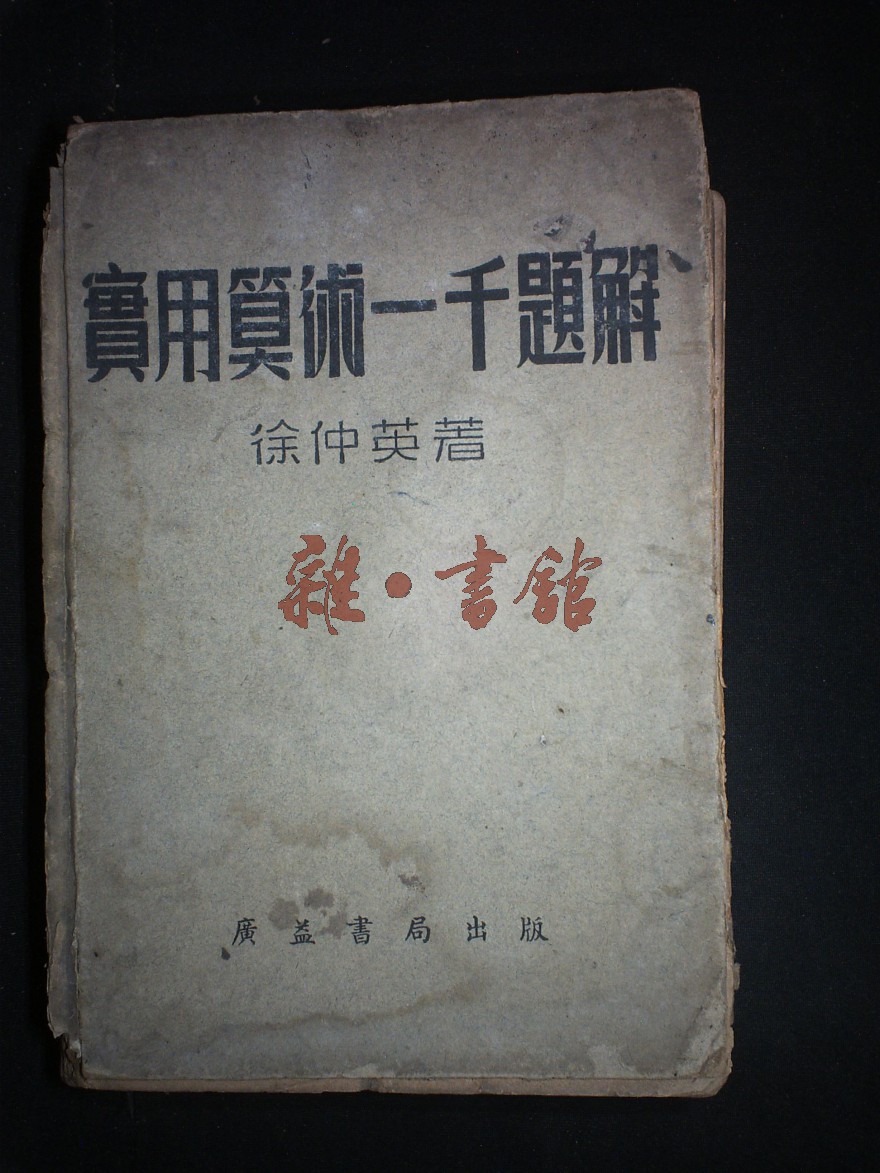 實用算術一千題解
徐仲英著
雜·書館
廣益書局出版